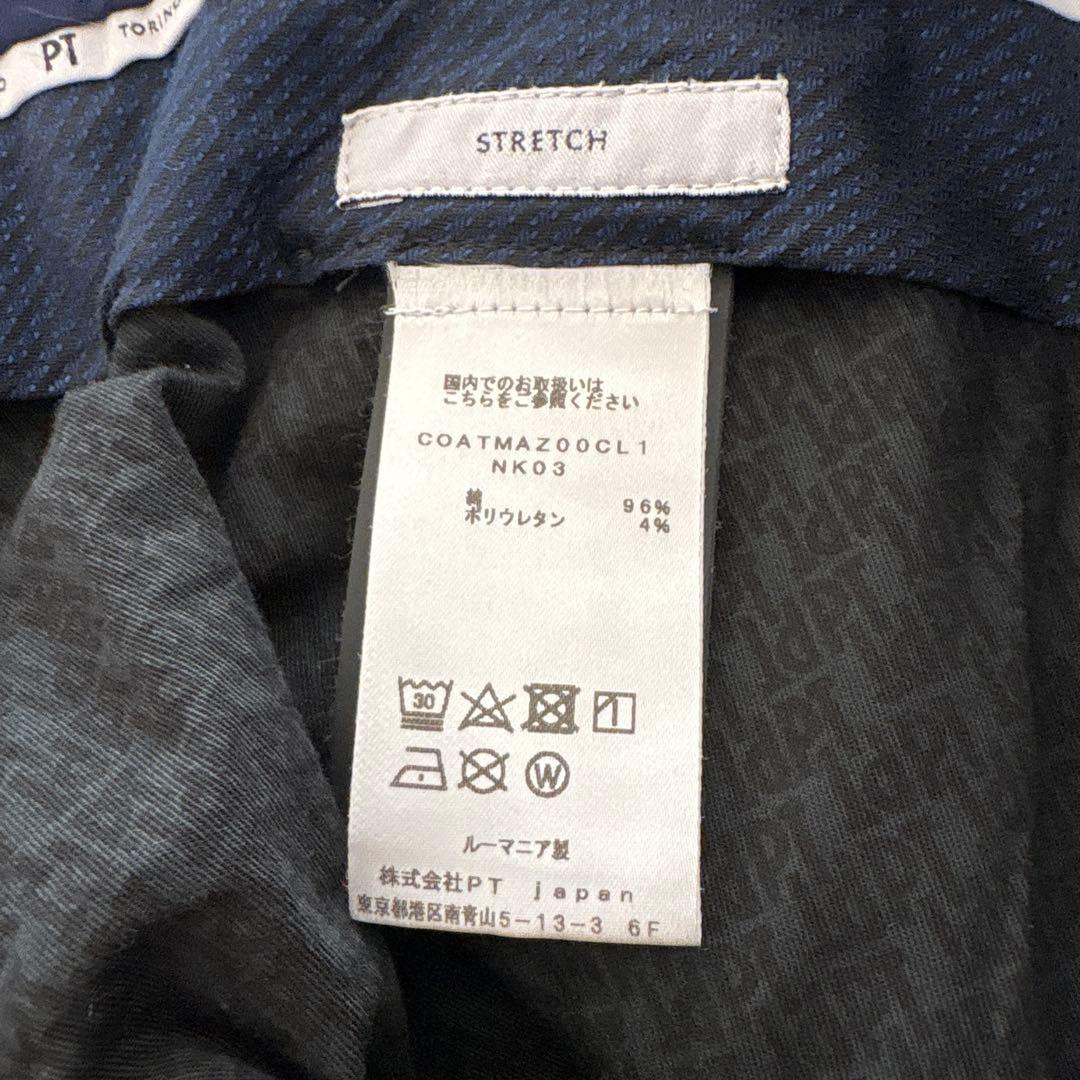 PT TORINO
STRETCH
国内でのお取扱いは
こちらをご参照ください
COATMAZ00CL1
NK03
綿 96%
ポリウレタン 4%
30
W
ルーマニア製
株式会社PT japan
東京都港区南青山5-13-3 6F